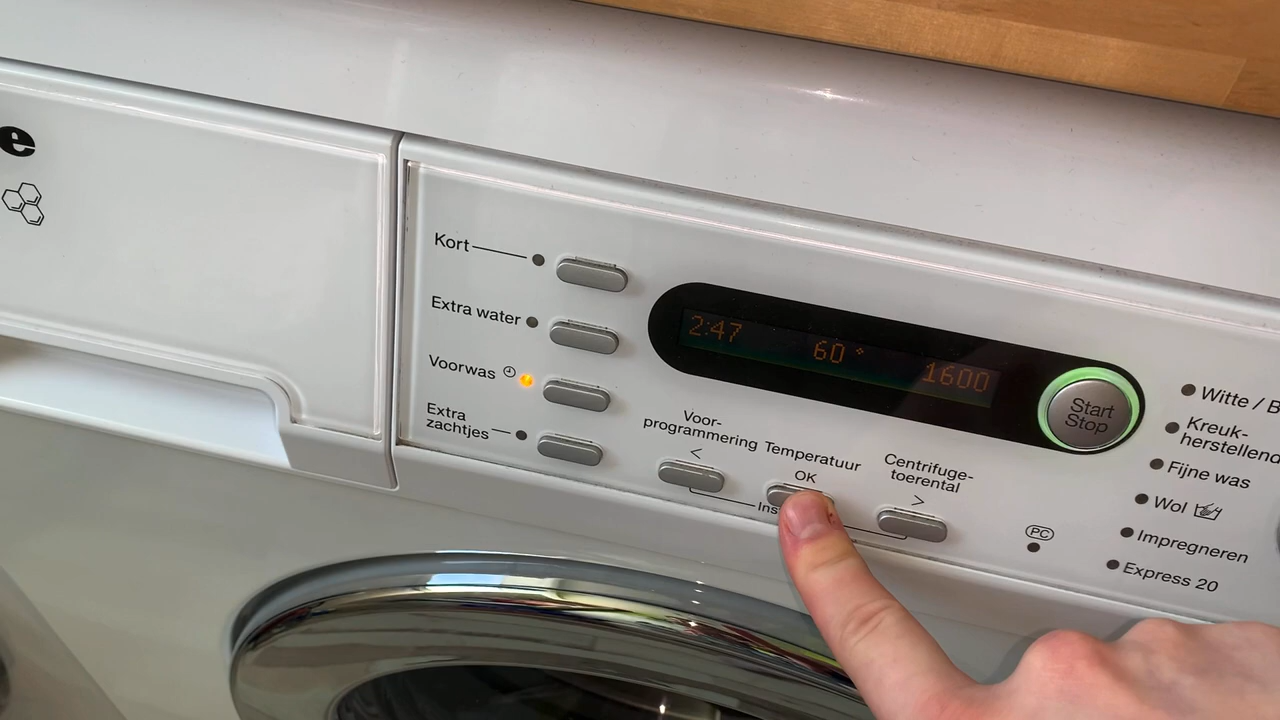 e
Kort
Extra water
Voorwas
Extra
zachtjes
2:47 60° 1600
Start
Stop
Voor-
programmering
<
Temperatuur
OK
Centrifuge-
toerental
>
Ins
PC
Witte / B
Kreuk-
herstellend
Fijne was
Wol
Impregneren
Express 20